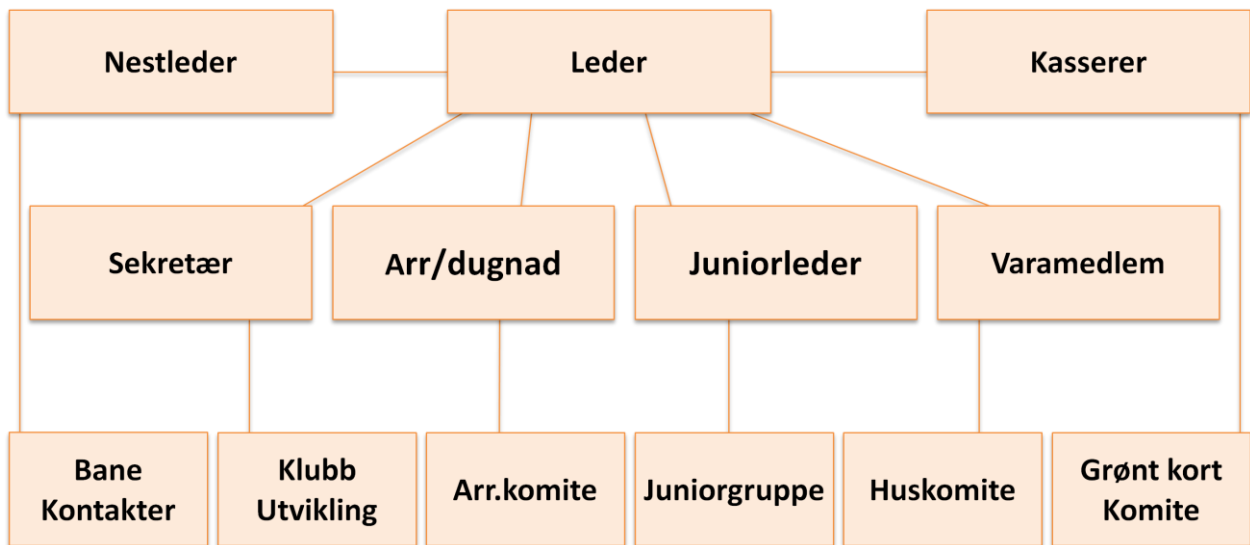 Nestleder
Leder
Kasserer
Sekretær
Arr/dugnad
Juniorleder
Varamedlem
Bane
Kontakter
Klubb
Utvikling
Arr.komite
Juniorgruppe
Huskomite
Grønt kort
Komite